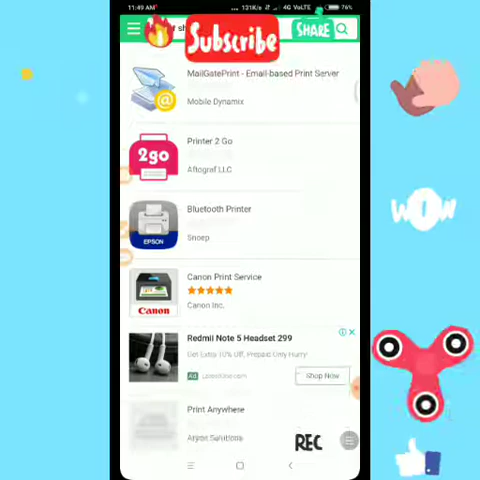 11:49 AM
131K/s
4G VoLTE
76%
Subscribe
SHARE
MailGatePrint - Email-based Print Server
Mobile Dynamix
2go
Printer 2 Go
Aftograf LLC
Bluetooth Printer
Snoep
EPSON
Canon Print Service
Canon Inc.
Canon
Redmii Note 5 Headset 299
Get Extra 10% Off, Prepaid Only Hurry
Ad
Shop Now
Print Anywhere
Solutions
REC
WOW